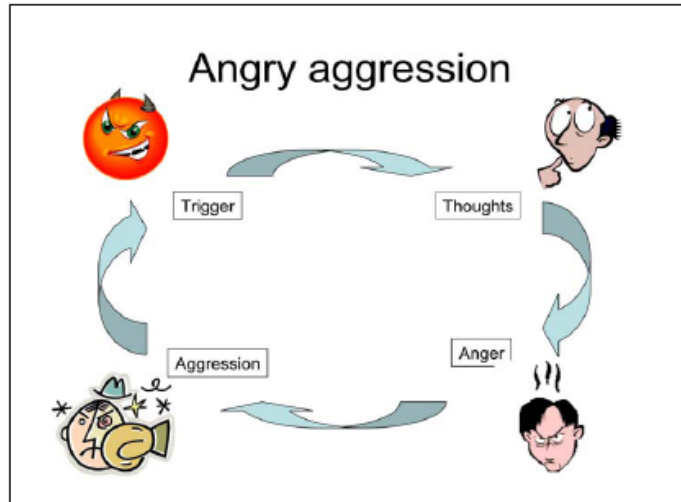 Angry aggression
Trigger
Thoughts
Aggression
Anger